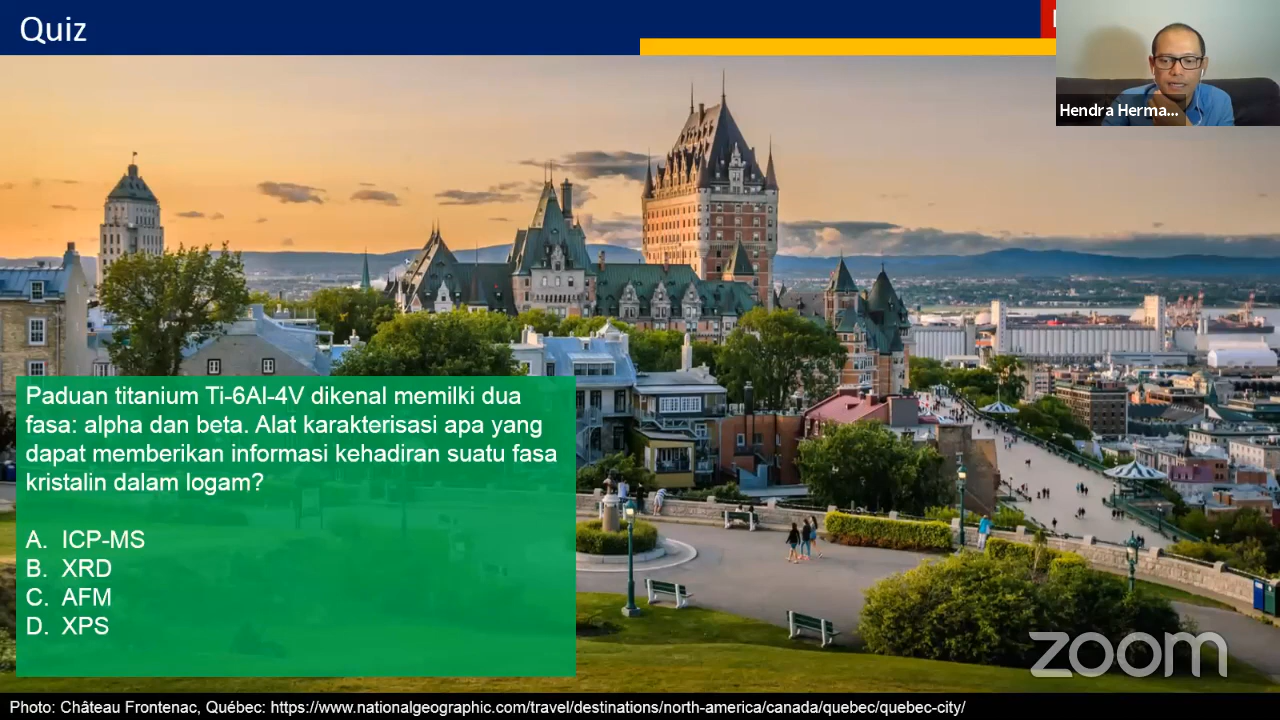 Quiz
Hendra Herma...
Paduan titanium Ti-6Al-4V dikenal memilki dua
fasa: alpha dan beta. Alat karakterisasi apa yang
dapat memberikan informasi kehadiran suatu fasa
kristalin dalam logam?
A. ICP-MS
B. XRD
C. AFM
D. XPS
zoom
Photo: Château Frontenac, Québec: https://www.nationalgeographic.com/travel/destinations/north-america/canada/quebec/quebec-city/